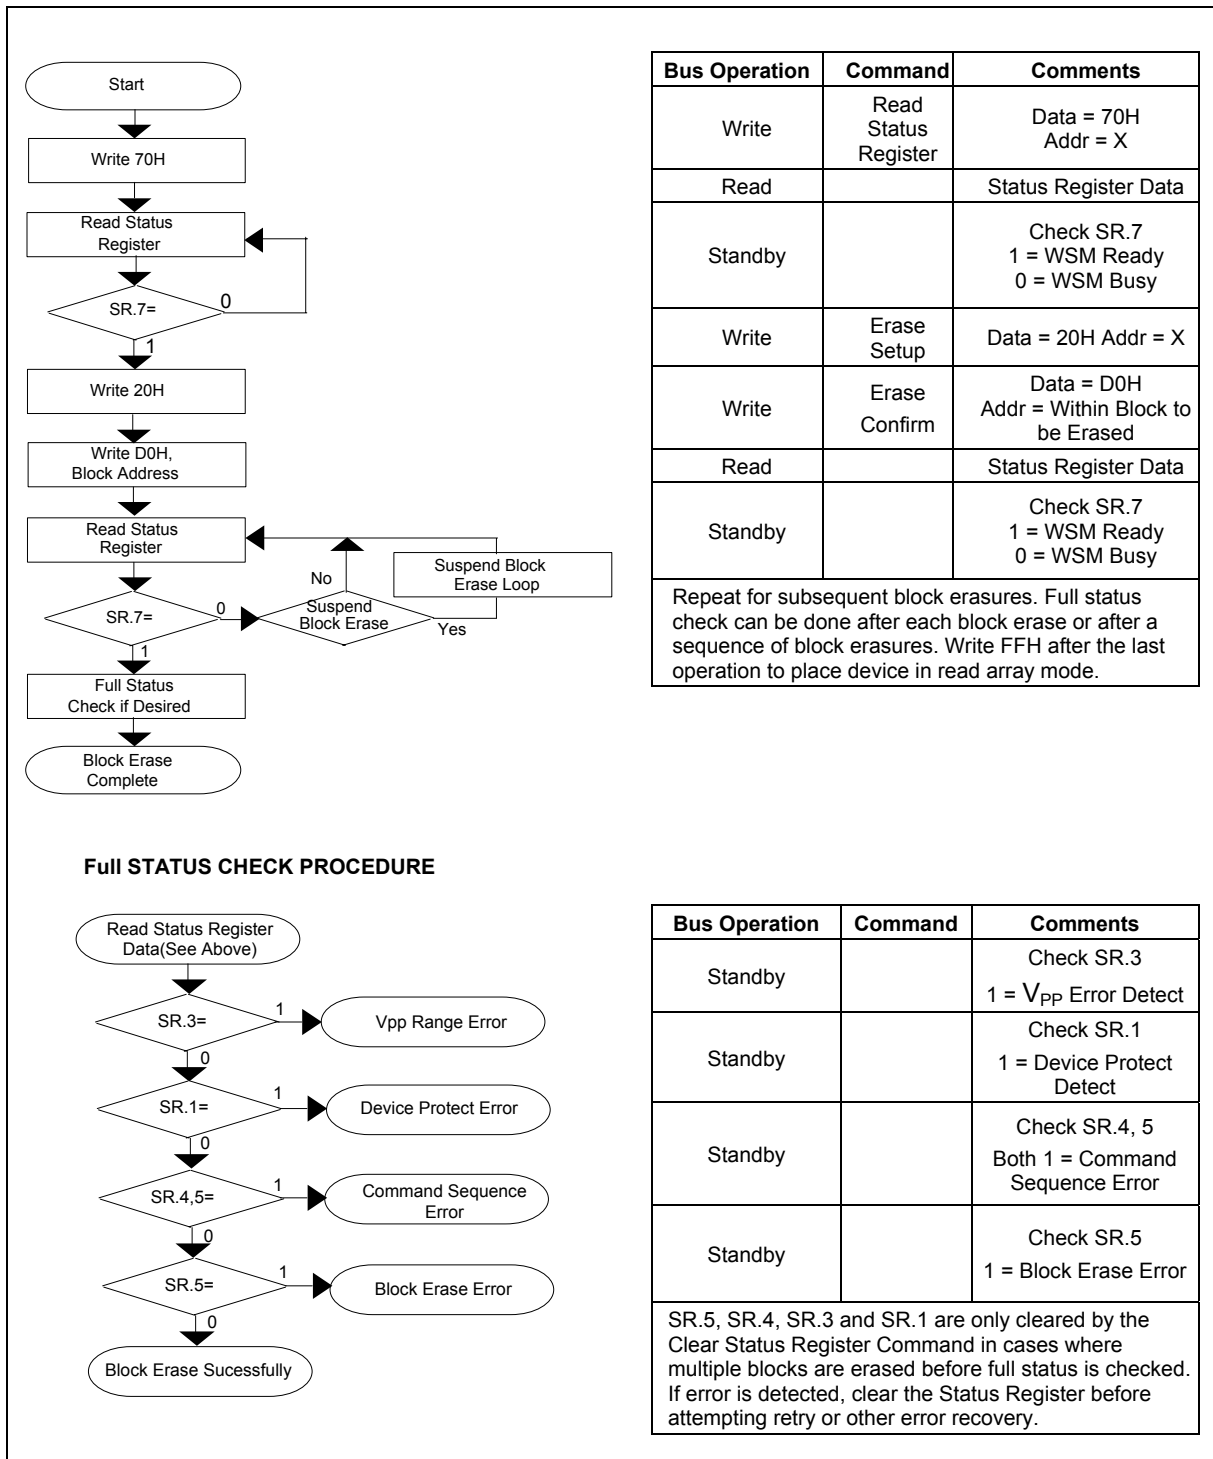 Start
Write 70H
Read Status
Register
SR.7=
0
1
Write 20H
Write D0H,
Block Address
Read Status
Register
SR.7=
0
1
Suspend
Block Erase
No
Yes
Suspend Block
Erase Loop
Full Status
Check if Desired
Block Erase
Complete
Bus Operation Command Comments
Write
Read
Status
Register
Data = 70H
Addr = X
Read Status Register Data
Standby
Check SR.7
1 = WSM Ready
0 = WSM Busy
Write
Erase
Setup
Data = 20H Addr = X
Write
Erase
Confirm
Data = D0H
Addr = Within Block to
be Erased
Read Status Register Data
Standby
Check SR.7
1 = WSM Ready
0 = WSM Busy
Repeat for subsequent block erasures. Full status
check can be done after each block erase or after a
sequence of block erasures. Write FFH after the last
operation to place device in read array mode.
Full STATUS CHECK PROCEDURE
Read Status Register
Data(See Above)
SR.3=
1
Vpp Range Error
0
SR.1=
1
Device Protect Error
0
SR.4,5=
1
Command Sequence
Error
0
SR.5=
1
Block Erase Error
0
Block Erase Sucessfully
Bus Operation Command Comments
Standby
Check SR.3
1 = VPP Error Detect
Standby
Check SR.1
1 = Device Protect
Detect
Standby
Check SR.4, 5
Both 1 = Command
Sequence Error
Standby
Check SR.5
1 = Block Erase Error
SR.5, SR.4, SR.3 and SR.1 are only cleared by the
Clear Status Register Command in cases where
multiple blocks are erased before full status is checked.
If error is detected, clear the Status Register before
attempting retry or other error recovery.